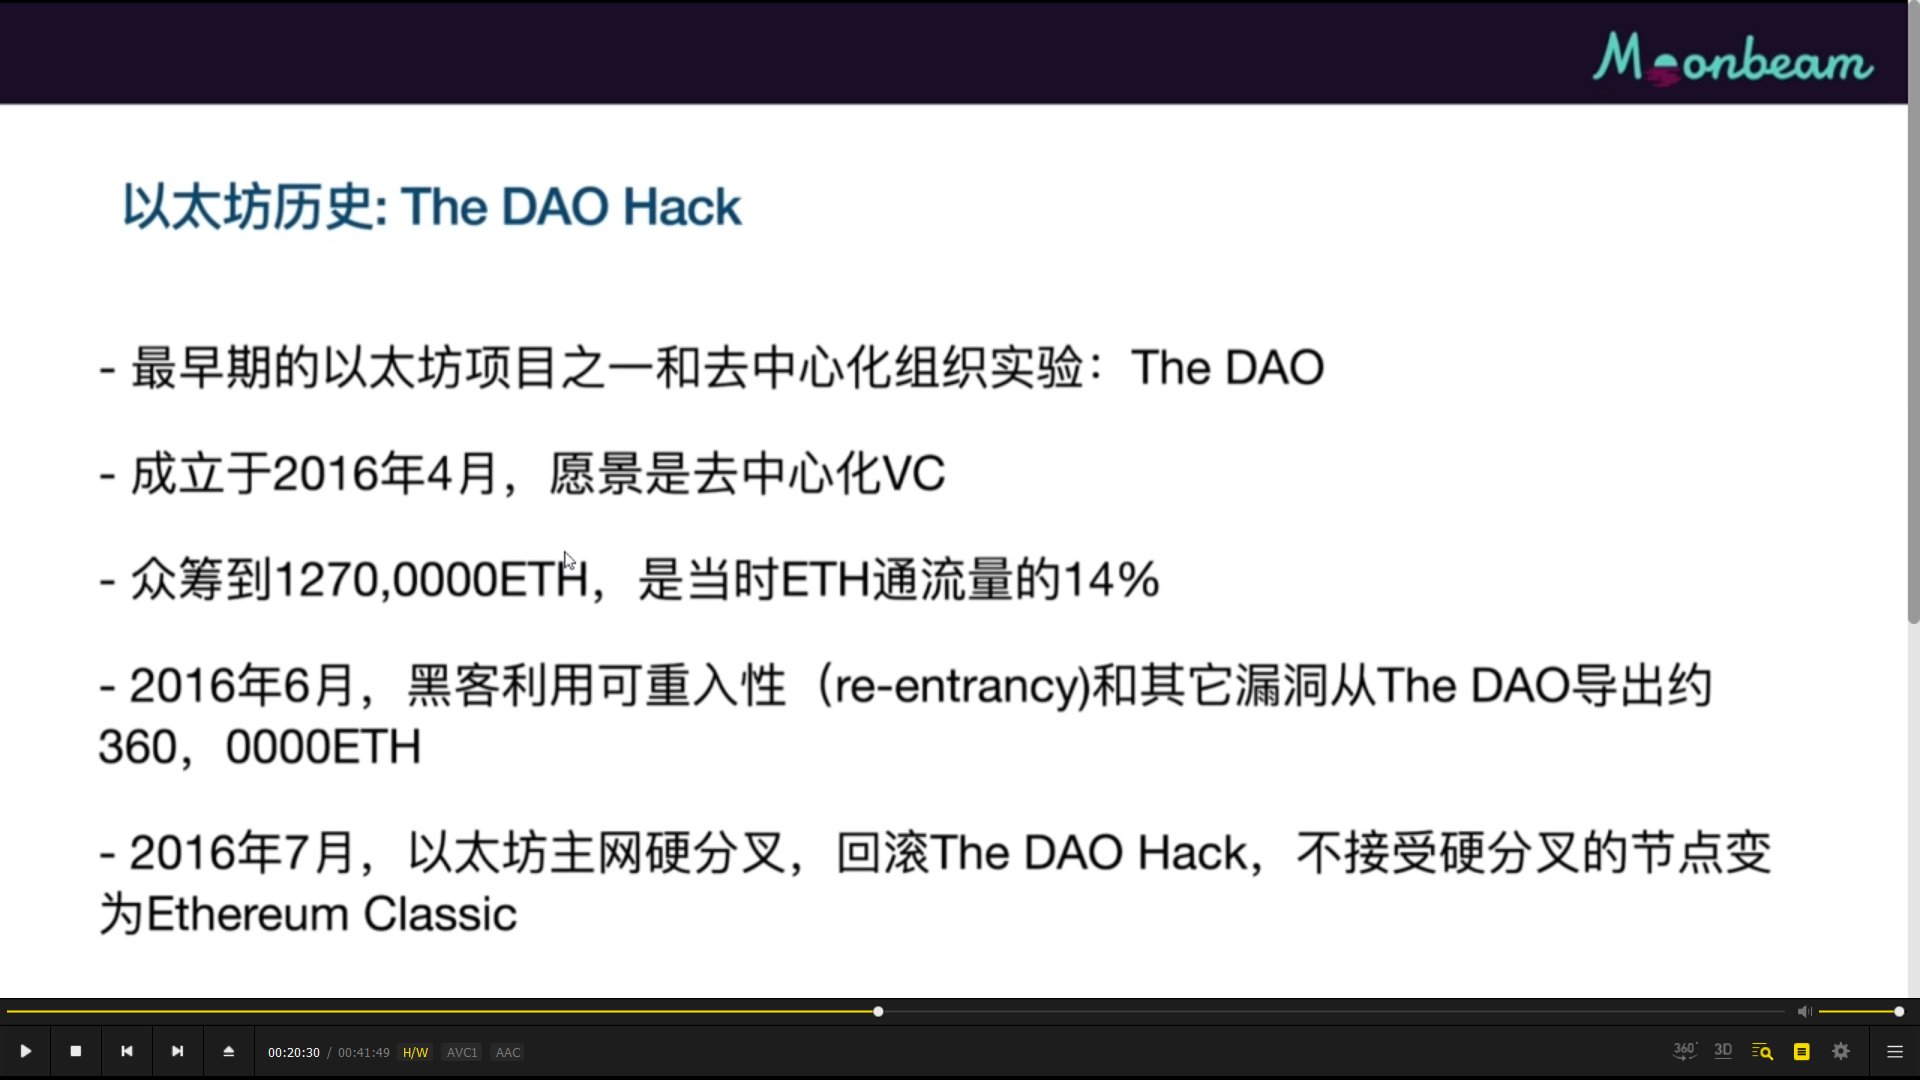 Moonbeam
以太坊历史: The DAO Hack
- 最早期的以太坊项目之一和去中心化组织实验：The DAO
- 成立于2016年4月，愿景是去中心化VC
- 众筹到1270,0000ETH，是当时ETH通流量的14%
- 2016年6月，黑客利用可重入性（re-entrancy)和其它漏洞从The DAO导出约
360，0000ETH
- 2016年7月，以太坊主网硬分叉，回滚The DAO Hack，不接受硬分叉的节点变
为Ethereum Classic
00:20:30 / 00:41:49 H/W AVC1 AAC 360° 3D